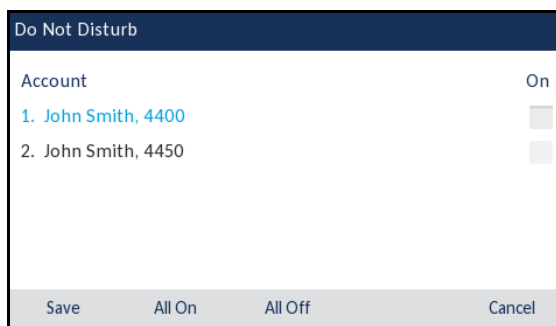 Do Not Disturb
Account On
1. John Smith, 4400
2. John Smith, 4450
Save All On All Off Cancel